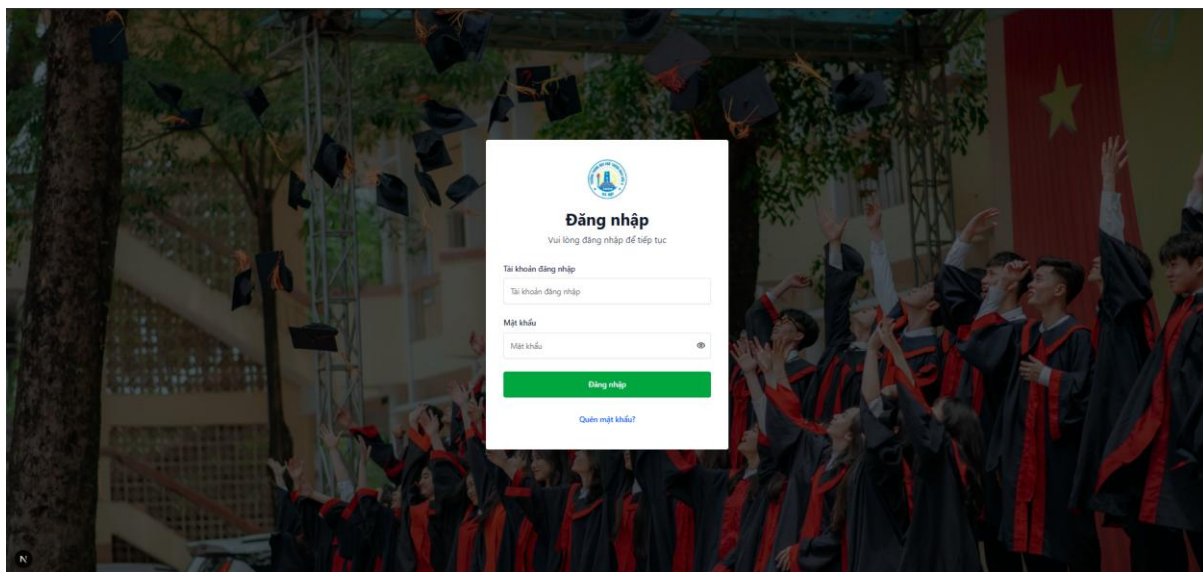 Đăng nhập
Vui lòng đăng nhập để tiếp tục
Tài khoản đăng nhập
Tài khoản đăng nhập
Mật khẩu
Mật khẩu
Đăng nhập
Quên mật khẩu?
N